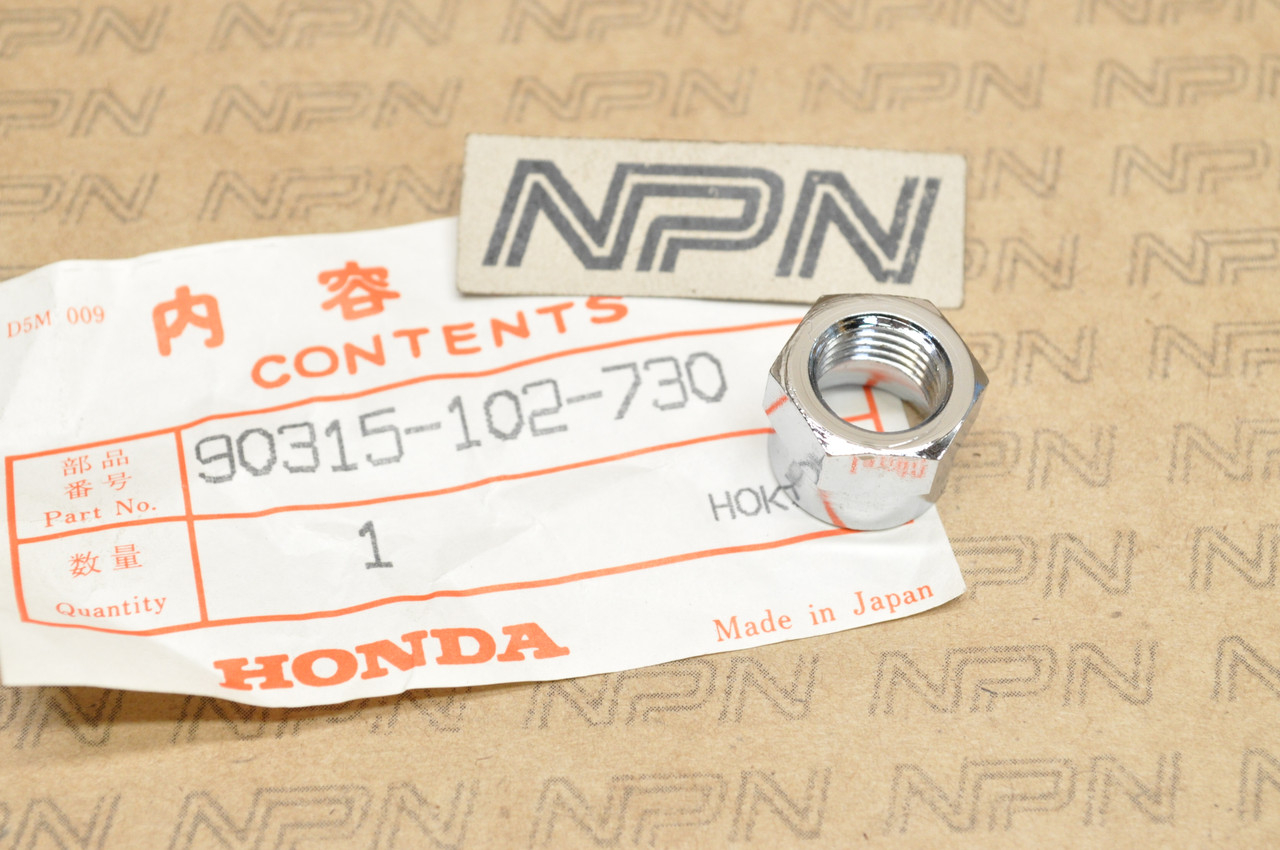 NPN
D5M 009
内容
CONTENTS
部品
番号
Part No.
90315-102-730
数量
Quantity
1
HOKT
HONDA
Made in Japan